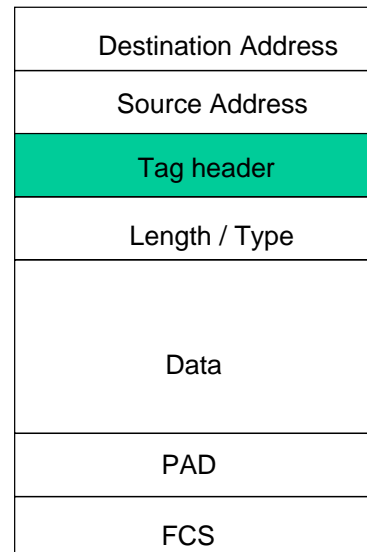 Destination Address
Source Address
Tag header
Length / Type
Data
PAD
FCS